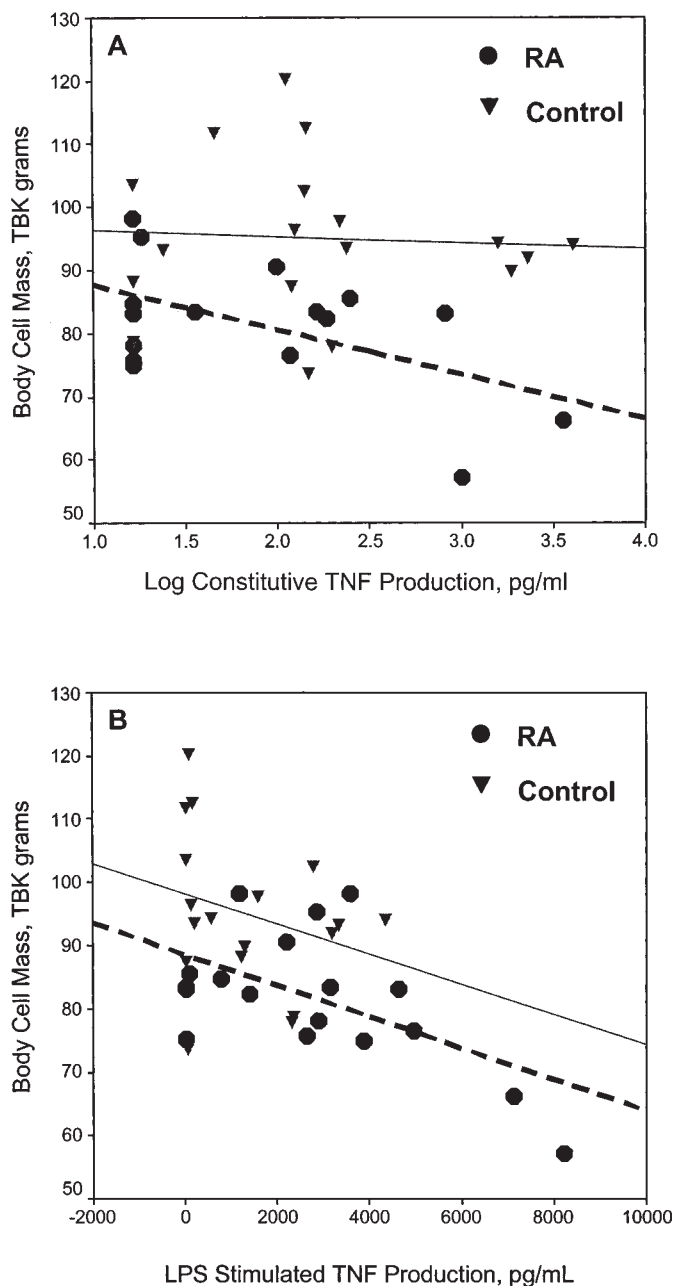 A
RA
Control
130
120
110
100
90
80
70
60
50
Body Cell Mass, TBK grams
1.0 1.5 2.0 2.5 3.0 3.5 4.0
Log Constitutive TNF Production, pg/ml
B
RA
Control
130
120
110
100
90
80
70
60
50
Body Cell Mass, TBK grams
-2000 0 2000 4000 6000 8000 10000
LPS Stimulated TNF Production, pg/mL